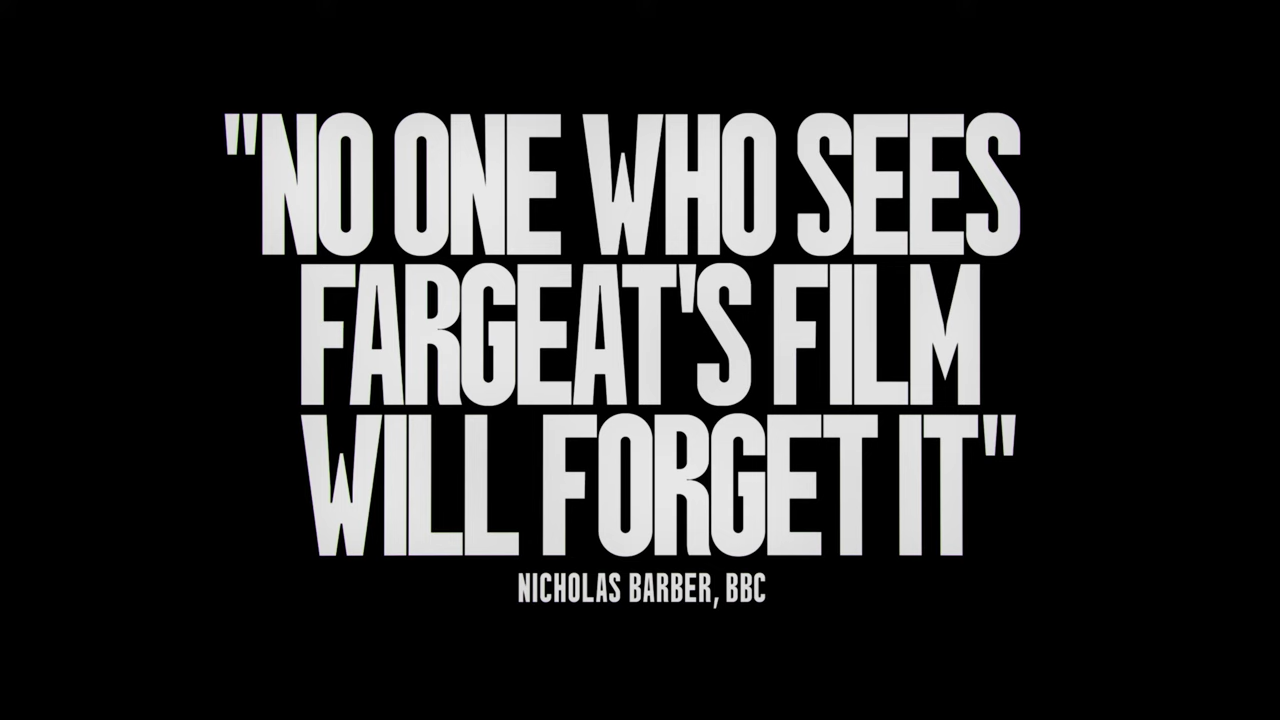 "NO ONE WHO SEES
FARGEAT'S FILM
WILL FORGET IT"
NICHOLAS BARBER, BBC